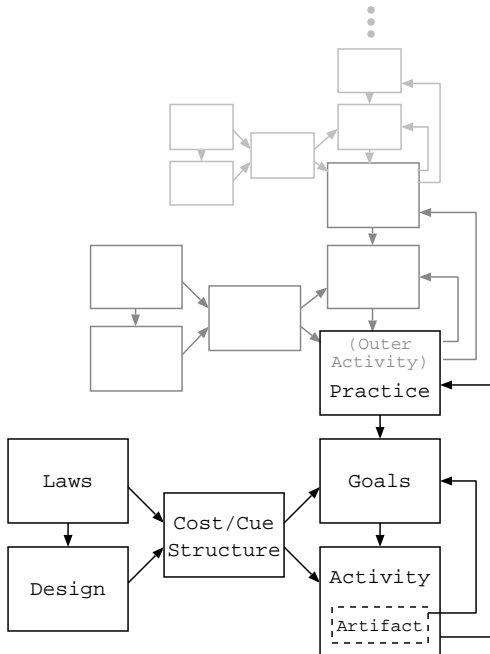 (Outer
Activity)
Practice
Laws
Goals
Cost/Cue
Structure
Design
Activity
Artifact